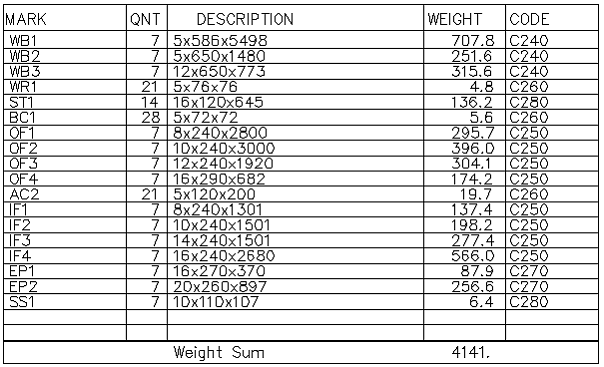 MARK QNT DESCRIPTION WEIGHT CODE
WB1 7 5x586x5498 707.8 C240
WB2 7 5x650x1480 251.6 C240
WB3 7 12x650x773 315.6 C240
WR1 21 5x76x76 4.8 C260
ST1 14 16x120x645 136.2 C280
BC1 28 5x72x72 5.6 C260
OF1 7 8x240x2800 295.7 C250
OF2 7 10x240x3000 396.0 C250
OF3 7 12x240x1920 304.1 C250
OF4 7 16x290x682 174.2 C250
AC2 21 5x120x200 19.7 C260
IF1 7 8x240x1301 137.4 C250
IF2 7 10x240x1501 198.2 C250
IF3 7 14x240x1501 277.4 C250
IF4 7 16x240x2680 566.0 C250
EP1 7 16x270x370 87.9 C270
EP2 7 20x260x897 256.6 C270
SS1 7 10x110x107 6.4 C280
Weight Sum 4141.